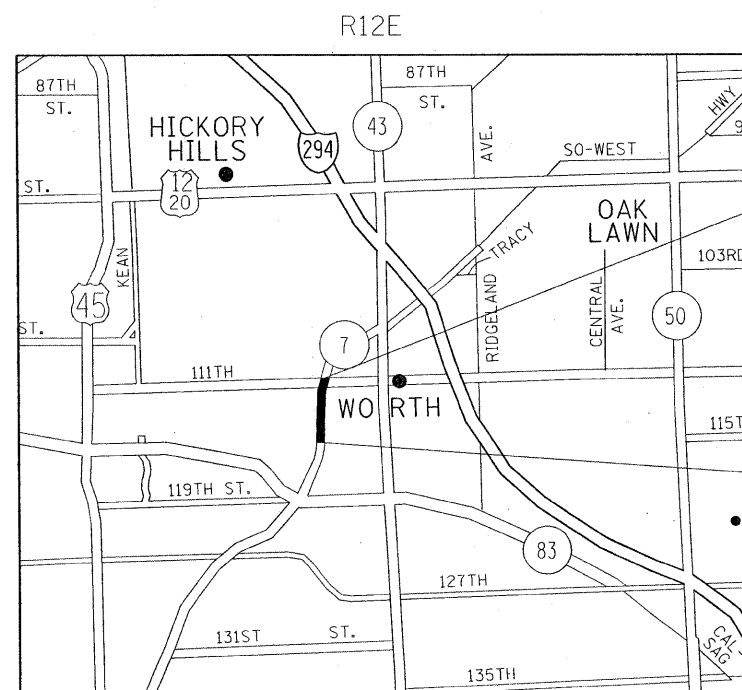 R12E
87TH
ST.
87TH
ST.
HWY
9
HICKORY
HILLS
43
294
AVE.
SO-WEST
ST.
12
20
OAK
LAWN
TRACY
KEAN
103RD
45
RIDGELAND
CENTRAL
AVE.
50
ST.
7
111TH
WORTH
115T
119TH ST.
83
127TH
131ST ST.
CAL-
SAG
135TH